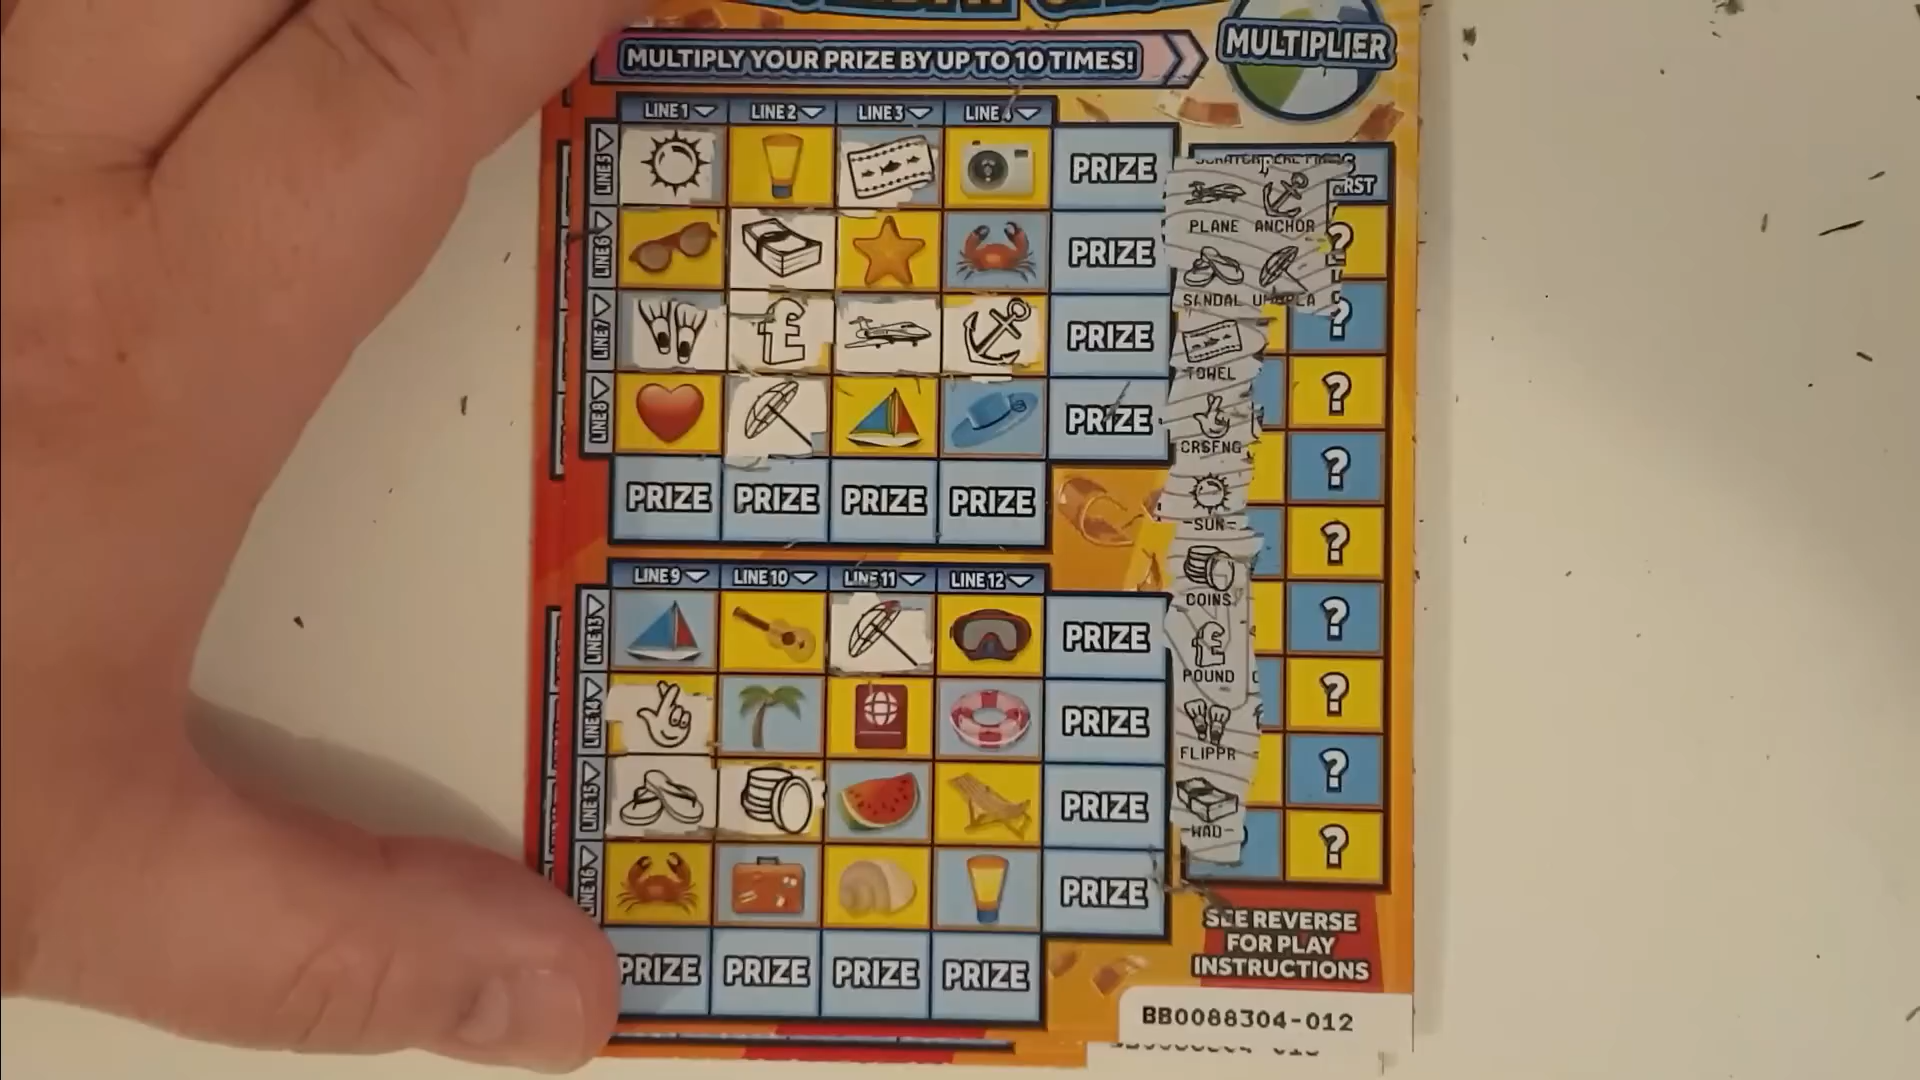 MULTIPLIER
MULTIPLY YOUR PRIZE BY UP TO 10 TIMES!
LINE 1 LINE 2 LINE 3 LINE 4
LINE 5 PRIZE
PLANE ANCHOR
LINE 6 PRIZE ?
SANDAL
LINE 7 £ PRIZE ?
TOWEL
LINE 8 PRIZE ?
CRSFNG
?
PRIZE PRIZE PRIZE PRIZE
-SUN-
?
LINE 9 LINE 10 LINE 11 LINE 12
COINS
LINE 13 PRIZE ?
£
POUND
LINE 14 PRIZE ?
FLIPPR
LINE 15 PRIZE ?
-WAD-
LINE 16 PRIZE ?
PRIZE PRIZE PRIZE PRIZE
SEE REVERSE
FOR PLAY
INSTRUCTIONS
BB0088304-012